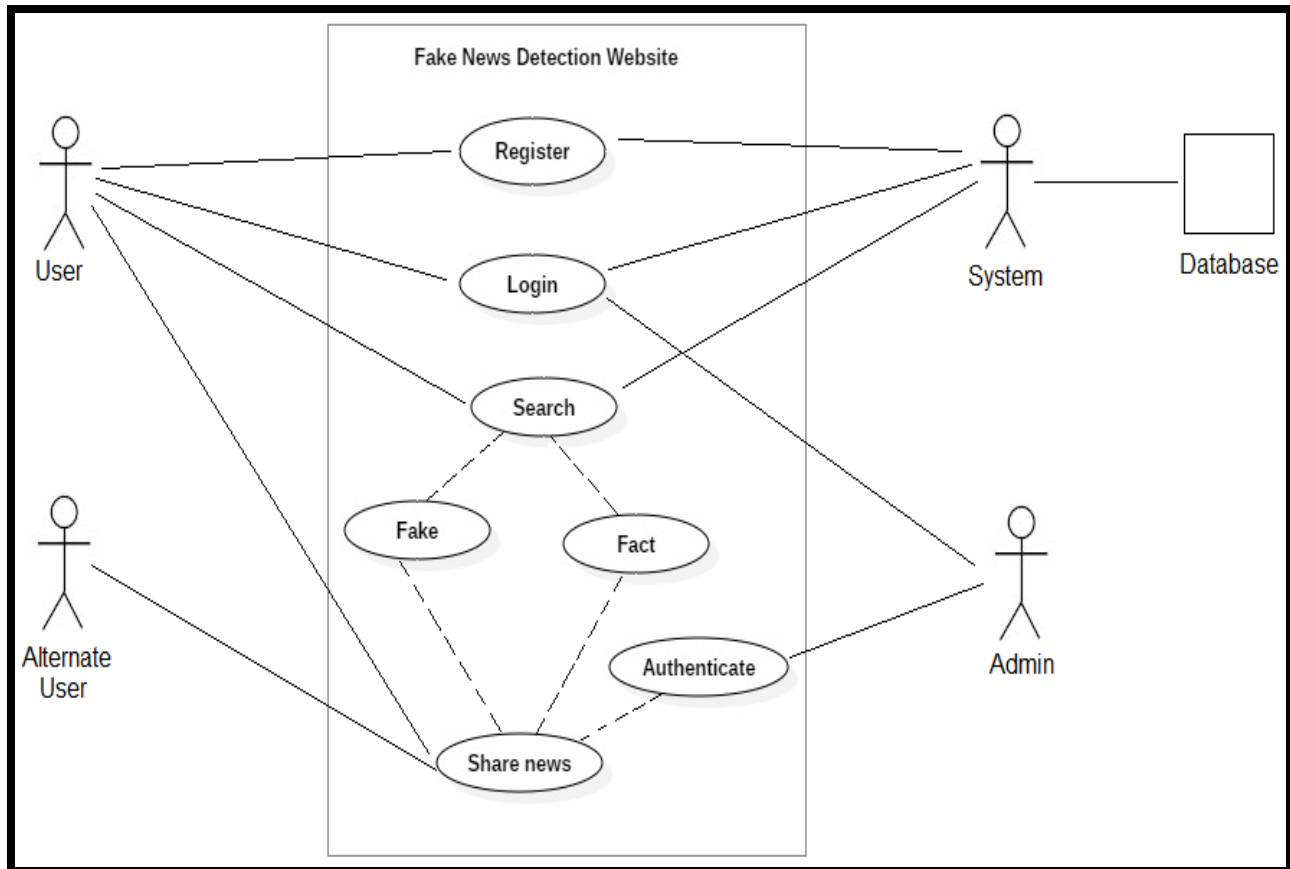 Fake News Detection Website
Register
User
Login
System
Database
Search
Fake
Fact
Alternate
User
Authenticate
Admin
Share news